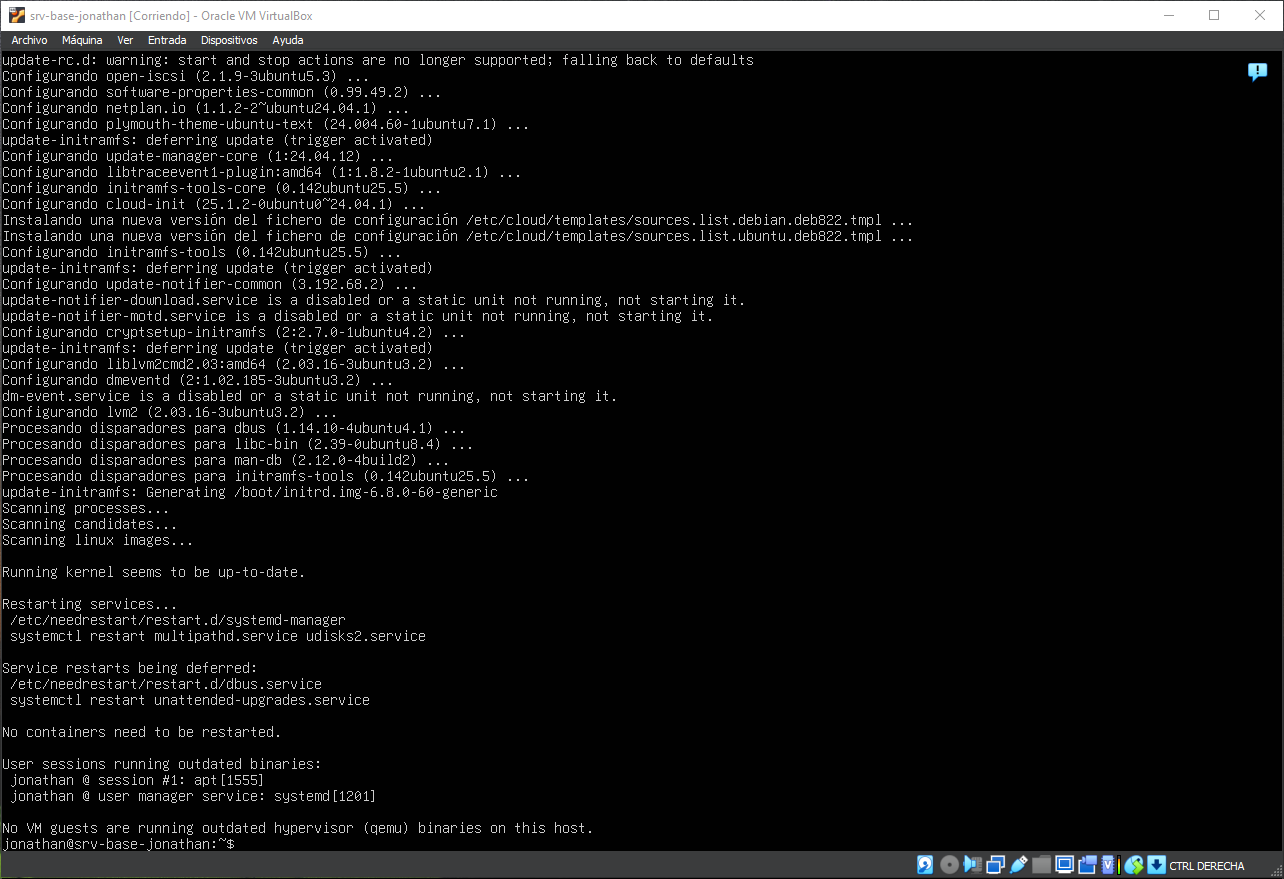 srv-base-jonathan [Corriendo] - Oracle VM VirtualBox
Archivo Máquina Ver Entrada Dispositivos Ayuda
update-rc.d: warning: start and stop actions are no longer supported; falling back to defaults
Configurando open-iscsi (2.1.9-3ubuntu5.3) ...
Configurando software-properties-common (0.99.49.2) ...
Configurando netplan.io (1.1.2-2~ubuntu24.04.1) ...
Configurando plymouth-theme-ubuntu-text (24.004.60-1ubuntu7.1) ...
update-initramfs: deferring update (trigger activated)
Configurando update-manager-core (1:24.04.12) ...
Configurando libtraceevent1-plugin:amd64 (1:1.8.2-1ubuntu2.1) ...
Configurando initramfs-tools-core (0.142ubuntu25.5) ...
Configurando cloud-init (25.1.2-0ubuntu0~24.04.1) ...
Instalando una nueva versión del fichero de configuración /etc/cloud/templates/sources.list.debian.deb822.tmpl ...
Instalando una nueva versión del fichero de configuración /etc/cloud/templates/sources.list.ubuntu.deb822.tmpl ...
Configurando initramfs-tools (0.142ubuntu25.5) ...
update-initramfs: deferring update (trigger activated)
Configurando update-notifier-common (3.192.68.2) ...
update-notifier-download.service is a disabled or a static unit not running, not starting it.
update-notifier-motd.service is a disabled or a static unit not running, not starting it.
Configurando cryptsetup-initramfs (2:2.7.0-1ubuntu4.2) ...
update-initramfs: deferring update (trigger activated)
Configurando liblvm2cmd2.03:amd64 (2.03.16-3ubuntu3.2) ...
Configurando dmeventd (2:1.02.185-3ubuntu3.2) ...
dm-event.service is a disabled or a static unit not running, not starting it.
Configurando lvm2 (2.03.16-3ubuntu3.2) ...
Procesando disparadores para dbus (1.14.10-4ubuntu4.1) ...
Procesando disparadores para libc-bin (2.39-0ubuntu8.4) ...
Procesando disparadores para man-db (2.12.0-4build2) ...
Procesando disparadores para initramfs-tools (0.142ubuntu25.5) ...
update-initramfs: Generating /boot/initrd.img-6.8.0-60-generic
Scanning processes...
Scanning candidates...
Scanning linux images...
Running kernel seems to be up-to-date.
Restarting services...
/etc/needrestart/restart.d/systemd-manager
systemctl restart multipathd.service udisks2.service
Service restarts being deferred:
/etc/needrestart/restart.d/dbus.service
systemctl restart unattended-upgrades.service
No containers need to be restarted.
User sessions running outdated binaries:
jonathan @ session #1: apt[1555]
jonathan @ user manager service: systemd[1201]
No VM guests are running outdated hypervisor (qemu) binaries on this host.
jonathan@srv-base-jonathan:~$
CTRL DERECHA